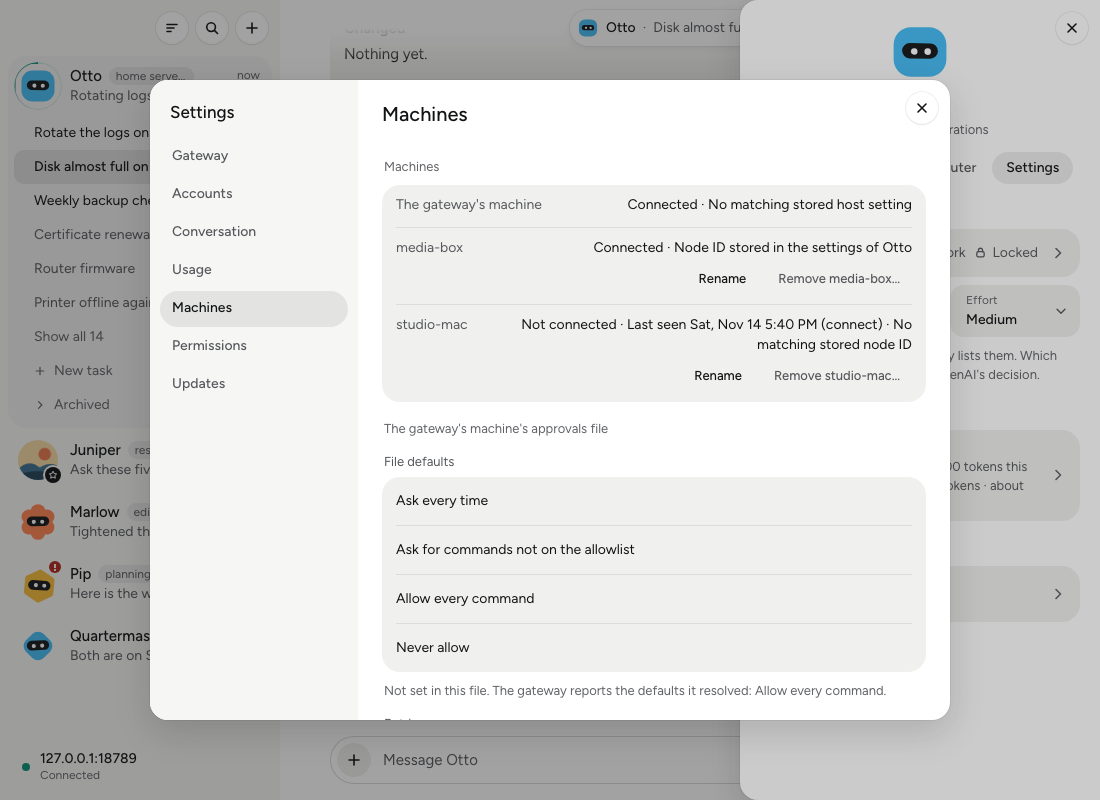 Nothing yet.
Otto · Disk almost fu
Otto home serve… now
Rotating logs
Rotate the logs on
Disk almost full on
Weekly backup che
Certificate renewa
Router firmware
Printer offline agai
Show all 14
New task
Archived
Juniper res
Ask these fiv
Marlow edi
Tightened th
Pip planning
Here is the w
Quartermas
Both are on S
127.0.0.1:18789
Connected
Settings
Gateway
Accounts
Conversation
Usage
Machines
Permissions
Updates
Machines
Machines
The gateway's machine Connected · No matching stored host setting
media-box Connected · Node ID stored in the settings of Otto
Rename Remove media-box…
studio-mac Not connected · Last seen Sat, Nov 14 5:40 PM (connect) · No
matching stored node ID
Rename Remove studio-mac…
The gateway's machine's approvals file
File defaults
Ask every time
Ask for commands not on the allowlist
Allow every command
Never allow
Not set in this file. The gateway reports the defaults it resolved: Allow every command.
Message Otto
rations
uter Settings
ork Locked
Effort
Medium
y lists them. Which
enAI's decision.
00 tokens this
okens · about